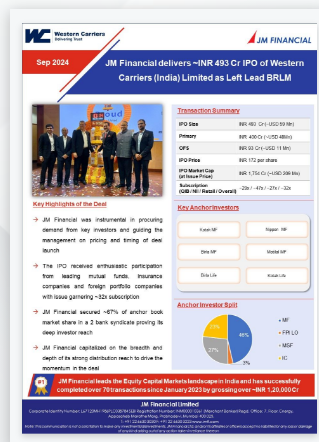 Western Carriers
Delivering Trust
JM FINANCIAL
Sep 2024
JM Financial delivers ~INR 493 Cr IPO of Western
Carriers (India) Limited as Left Lead BRLM
Transaction Summary
IPO Size INR 493 Cr (~USD 59 Mn)
Primary INR 400 Cr (~USD 48Mn)
OFS INR 93 Cr (~USD 11 Mn)
IPO Price INR 172 per share
IPO Market Cap
(at Issue Price) INR 1,754 Cr (~USD 209 Mn)
Subscription
(QIB / NII / Retail / Overall) ~29x / ~47x / ~27x / ~32x
Key Highlights of the Deal
→ JM Financial was instrumental in procuring
demand from key investors and guiding the
management on pricing and timing of deal
launch
→ The IPO received enthusiastic participation
from leading mutual funds, insurance
companies and foreign portfolio companies
with issue garnering ~32x subscription
→ JM Financial secured ~67% of anchor book
market share in a 2 bank syndicate proving its
deep investor reach
→ JM Financial capitalised on the breadth and
depth of its strong distribution reach to drive the
momentum in the deal
Key Anchor Investors
Kotak MF
Nippon MF
Birla MF
Motilal MF
Birla Life
Kotak Life
Anchor Investor Split
MF
FPI LO
MSF
IC
27%
3%
#1
JM Financial leads the Equity Capital Markets landscape in India and has successfully
completed over 70 transactions since January 2023 by grossing over ~INR 1,20,000 Cr
JM Financial Limited